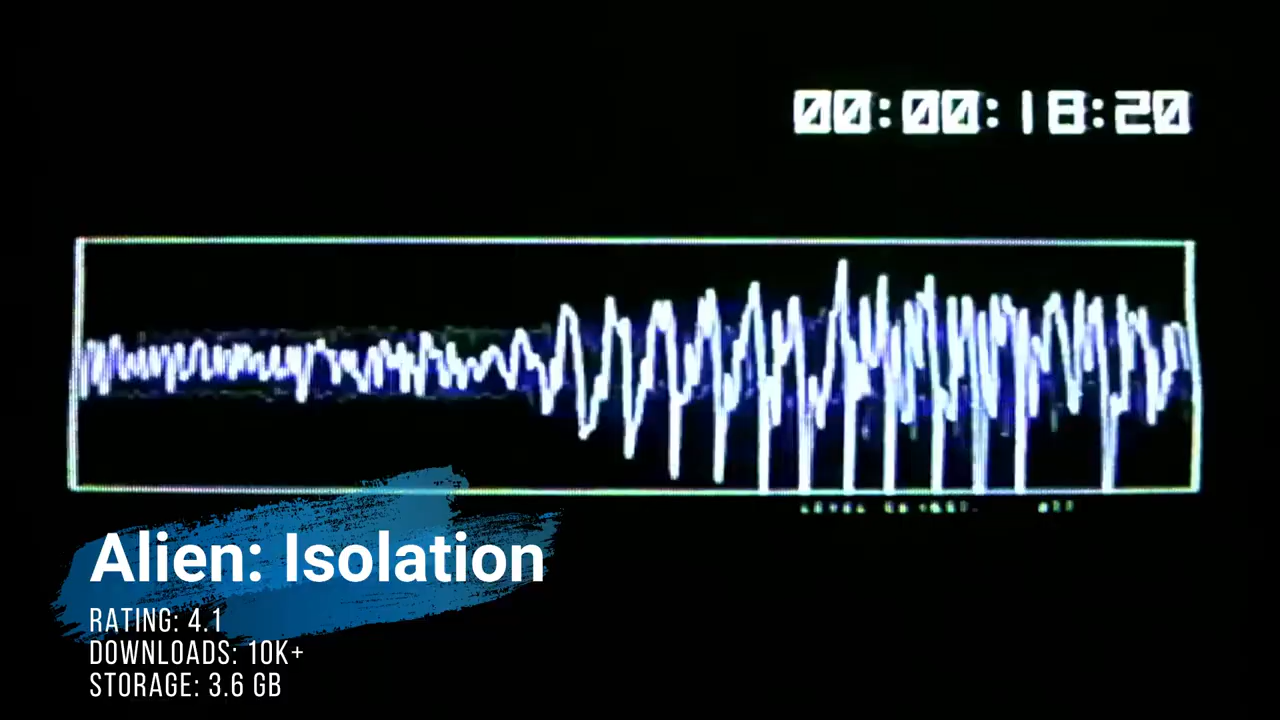 00:00:18:20
Alien: Isolation
RATING: 4.1
DOWNLOADS: 10K+
STORAGE: 3.6 GB